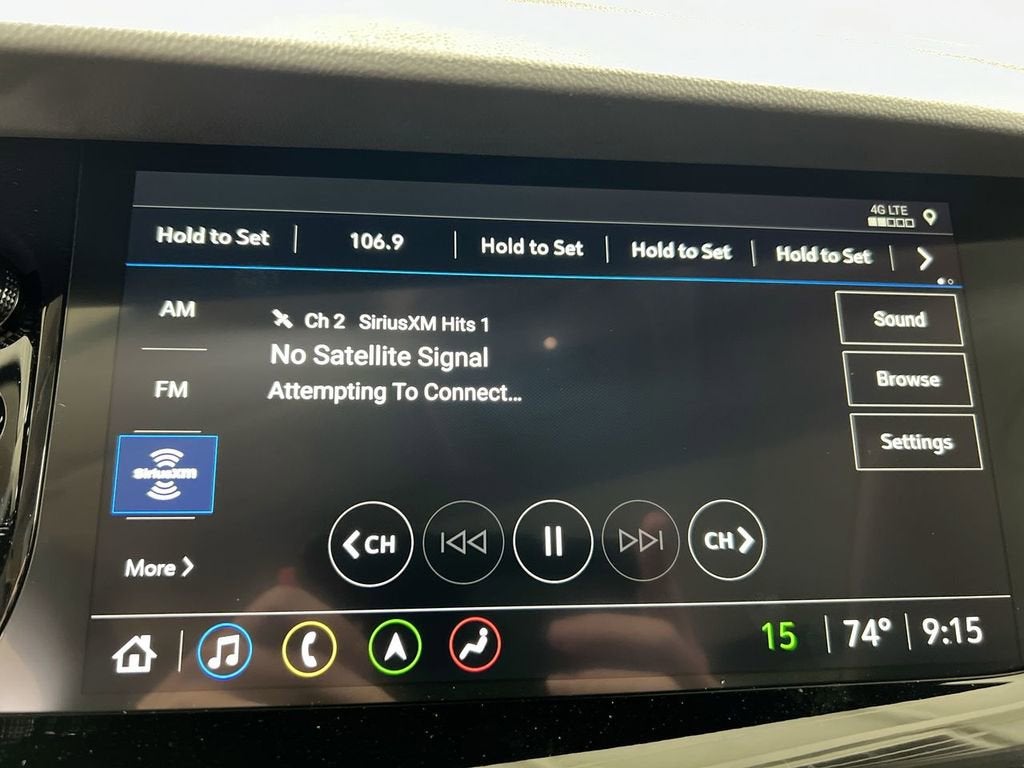 4G LTE
Hold to Set 106.9 Hold to Set Hold to Set Hold to Set
AM
FM
SiriusXM
More
Ch 2 SiriusXM Hits 1
No Satellite Signal
Attempting To Connect...
Sound
Browse
Settings
CH
CH
15 74° 9:15